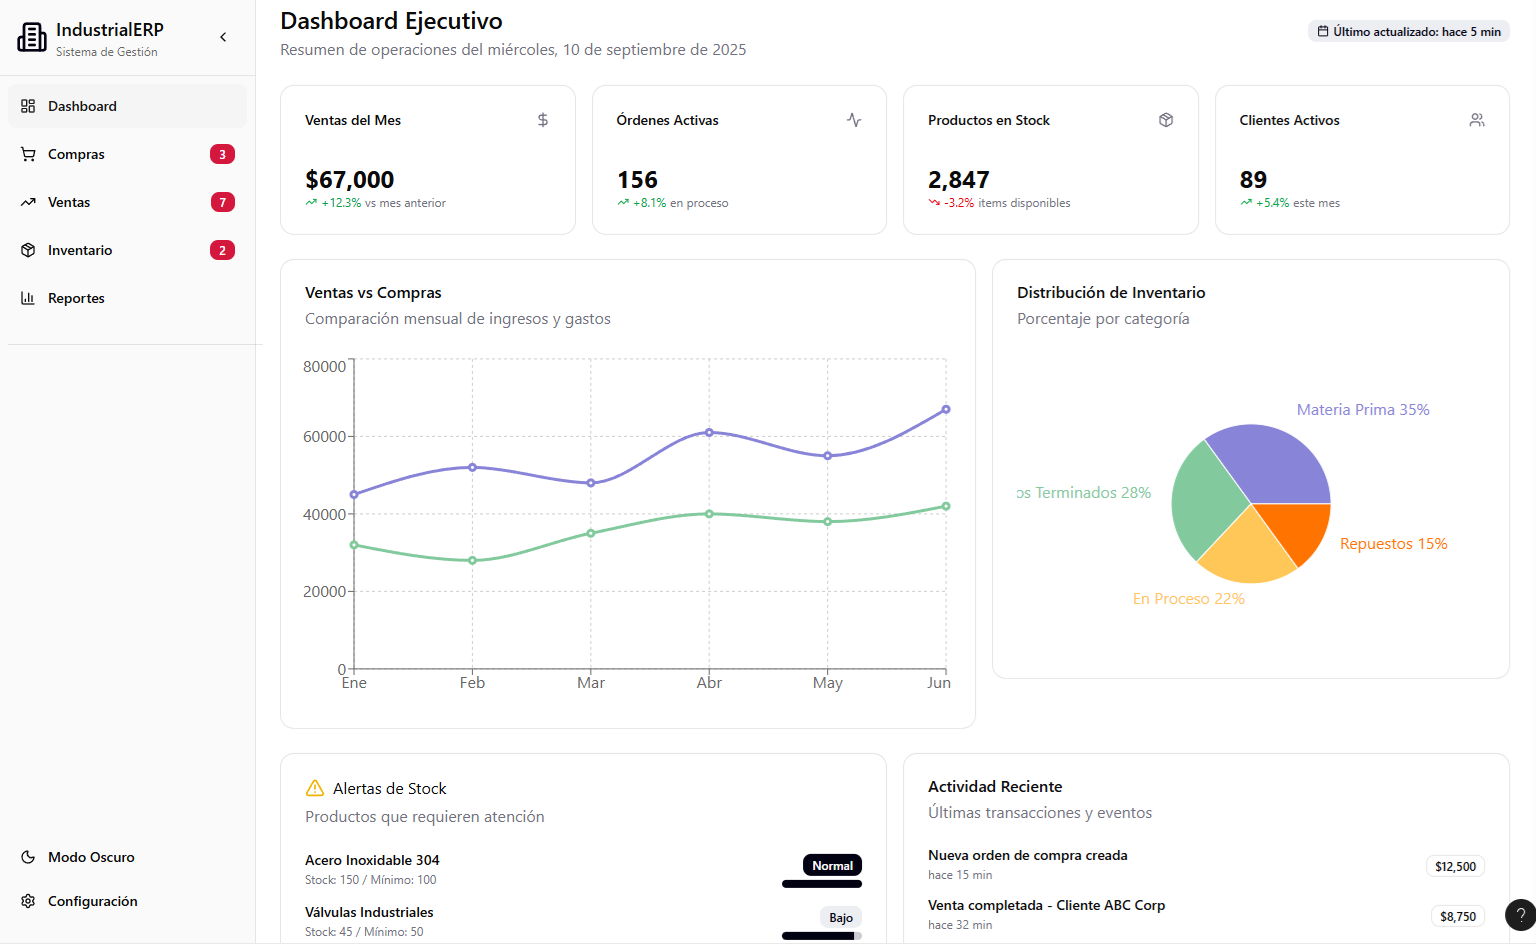 IndustrialERP
Sistema de Gestión
Dashboard
Compras 3
Ventas 7
Inventario 2
Reportes
Modo Oscuro
Configuración
Dashboard Ejecutivo
Resumen de operaciones del miércoles, 10 de septiembre de 2025
Último actualizado: hace 5 min
Ventas del Mes
$67,000
+12.3% vs mes anterior
Órdenes Activas
156
+8.1% en proceso
Productos en Stock
2,847
-3.2% items disponibles
Clientes Activos
89
+5.4% este mes
Ventas vs Compras
Comparación mensual de ingresos y gastos
80000
60000
40000
20000
0
Ene Feb Mar Abr May Jun
Distribución de Inventario
Porcentaje por categoría
Materia Prima 35%
os Terminados 28%
Repuestos 15%
En Proceso 22%
Alertas de Stock
Productos que requieren atención
Acero Inoxidable 304
Stock: 150 / Mínimo: 100
Normal
Válvulas Industriales
Stock: 45 / Mínimo: 50
Bajo
Actividad Reciente
Últimas transacciones y eventos
Nueva orden de compra creada
hace 15 min
$12,500
Venta completada - Cliente ABC Corp
hace 32 min
$8,750
?